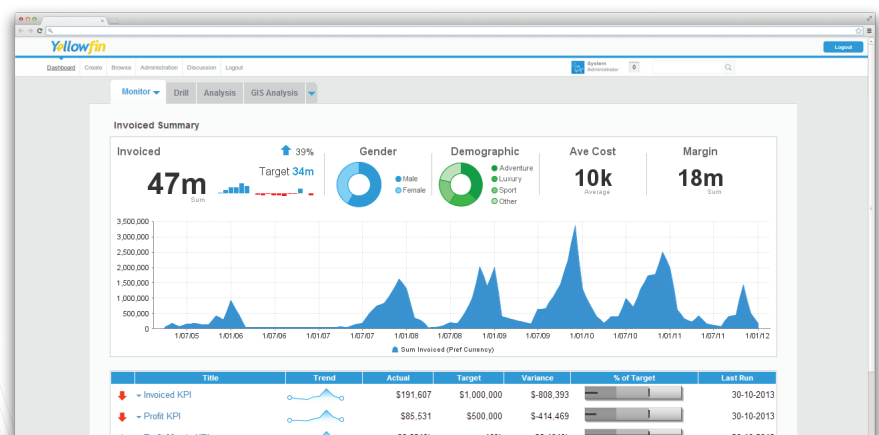 Yellowfin
Logout
Dashboard Create Browse Administration Discussion Logout
System
Administrator
0
Monitor Drill Analysis GIS Analysis
Invoiced Summary
Invoiced
39%
47m
Sum
Target 34m
Gender
Male
Female
Demographic
Adventure
Luxury
Sport
Other
Ave Cost
10k
Average
Margin
18m
Sum
3,500,000
3,000,000
2,500,000
2,000,000
1,500,000
1,000,000
500,000
0
1/07/05 1/01/06 1/07/06 1/01/07 1/07/07 1/01/08 1/07/08 1/01/09 1/07/09 1/01/10 1/07/10 1/01/11 1/07/11 1/01/12
Sum Invoiced (Pref Currency)
Title Trend Actual Target Variance % of Target Last Run
Invoiced KPI $191,607 $1,000,000 $-808,393 30-10-2013
Profit KPI $85,531 $500,000 $-414,469 30-10-2013